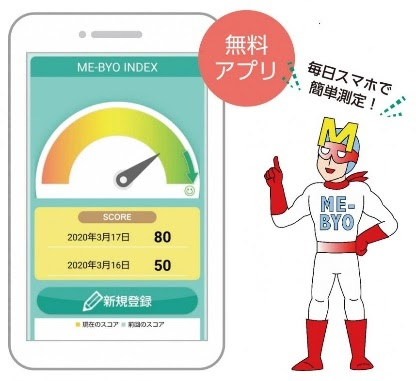 無料
アプリ
毎日スマホで
簡単測定！
ME-BYO INDEX
SCORE
2020年3月17日 80
2020年3月16日 50
新規登録
現在のスコア 前回のスコア
M
ME-
BYO